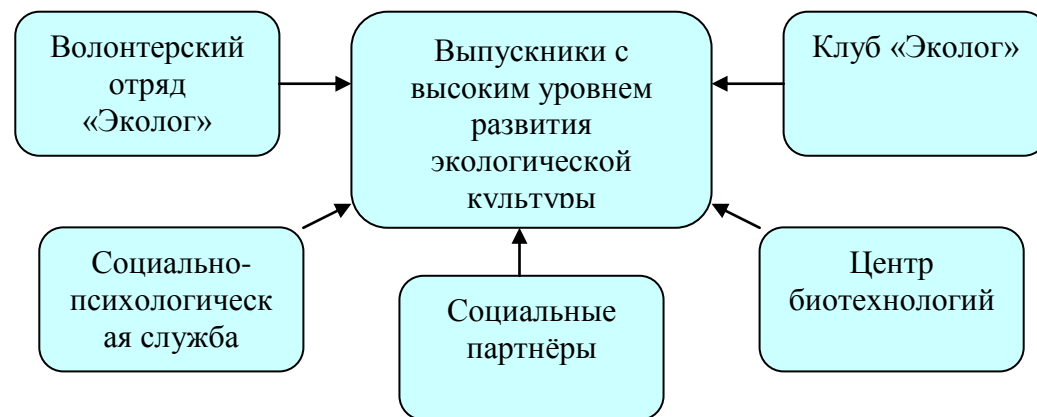 Волонтерский
отряд
«Эколог»
Выпускники с
высоким уровнем
развития
экологической
культуры
Клуб «Эколог»
Социально-
психологическ
ая служба
Социальные
партнёры
Центр
биотехнологий